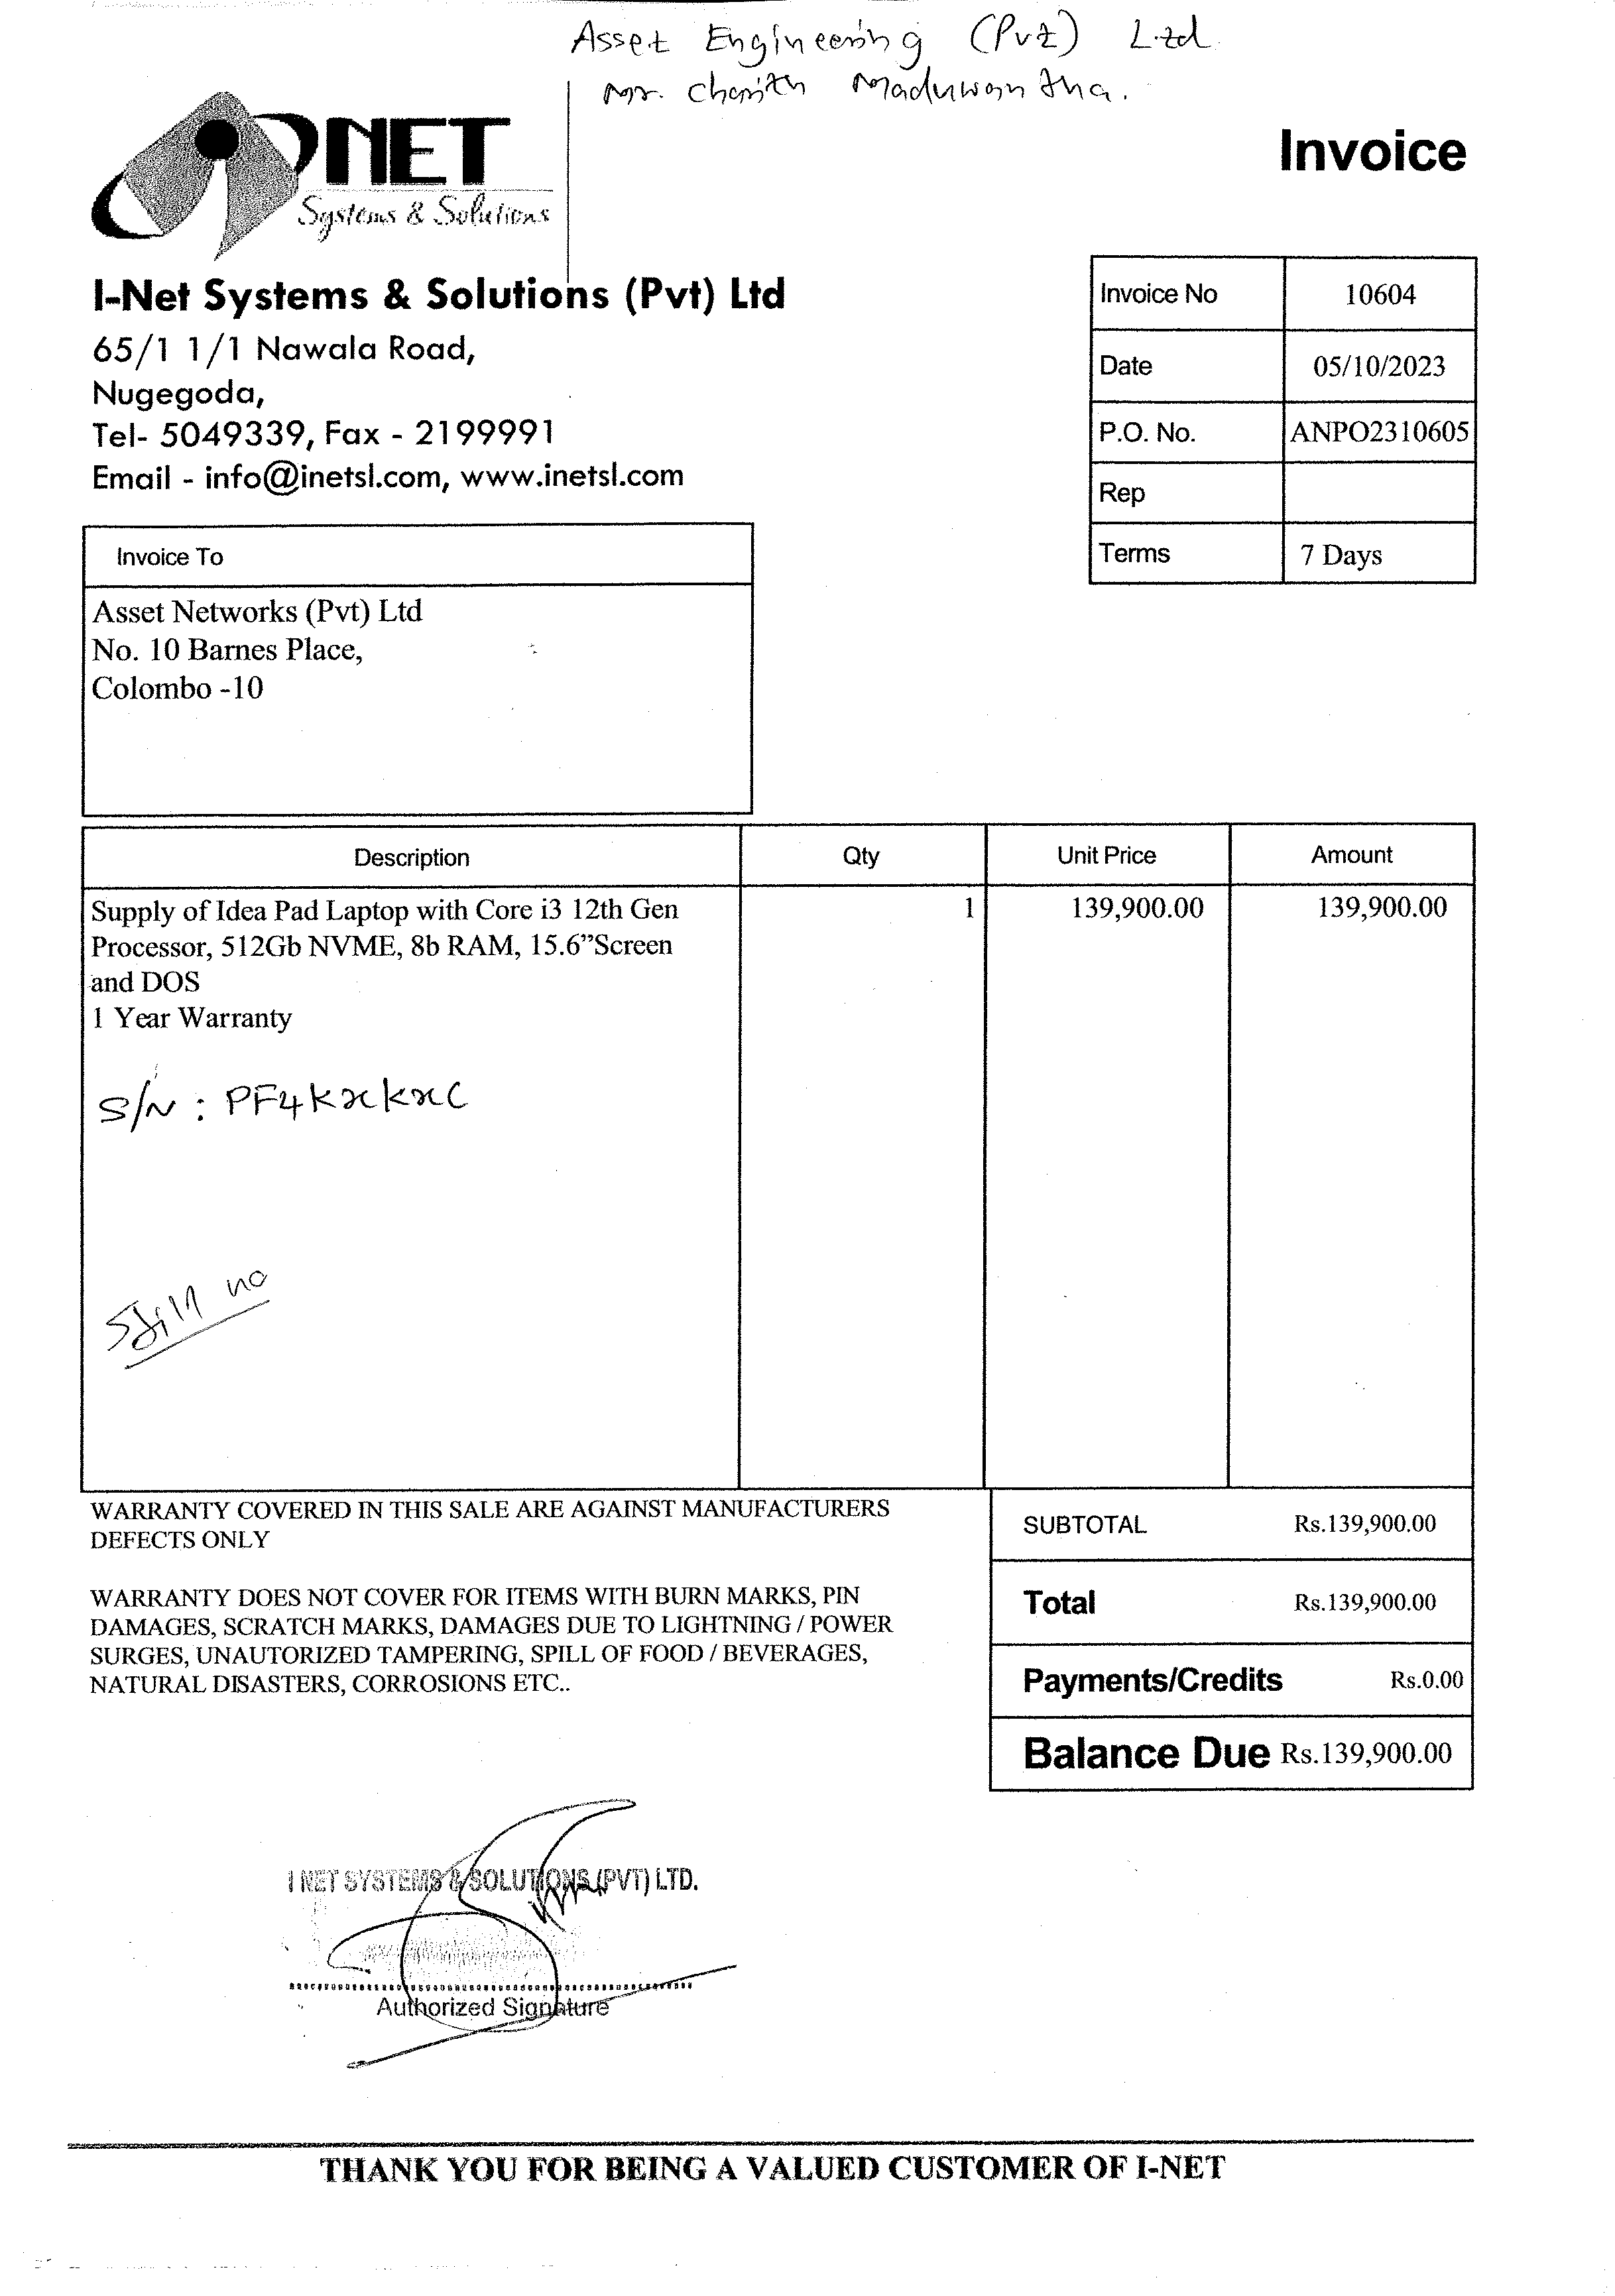 Asset Engineering (Pvt) Ltd
Mr. Charith Maduwantha.
NET
Systems & Solutions
Invoice
I-Net Systems & Solutions (Pvt) Ltd
65/1 1/1 Nawala Road,
Nugegoda,
Tel- 5049339, Fax - 2199991
Email - info@inetsl.com, www.inetsl.com
Invoice No 10604
Date 05/10/2023
P.O. No. ANPO2310605
Rep
Terms 7 Days
Invoice To
Asset Networks (Pvt) Ltd
No. 10 Barnes Place,
Colombo -10
Description Qty Unit Price Amount
Supply of Idea Pad Laptop with Core i3 12th Gen 1 139,900.00 139,900.00
Processor, 512Gb NVME, 8b RAM, 15.6”Screen
and DOS
1 Year Warranty
S/N : PF4KxKxC
Still no
WARRANTY COVERED IN THIS SALE ARE AGAINST MANUFACTURERS
DEFECTS ONLY
WARRANTY DOES NOT COVER FOR ITEMS WITH BURN MARKS, PIN
DAMAGES, SCRATCH MARKS, DAMAGES DUE TO LIGHTNING / POWER
SURGES, UNAUTORIZED TAMPERING, SPILL OF FOOD / BEVERAGES,
NATURAL DISASTERS, CORROSIONS ETC..
SUBTOTAL Rs.139,900.00
Total Rs.139,900.00
Payments/Credits Rs.0.00
Balance Due Rs.139,900.00
I NET SYSTEMS & SOLUTIONS (PVT) LTD.
Authorized Signature
THANK YOU FOR BEING A VALUED CUSTOMER OF I-NET